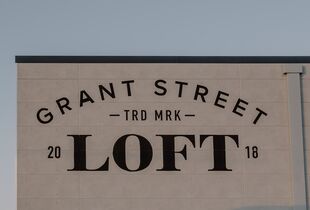 GRANT STREET
—TRD MRK—
20 LOFT 18